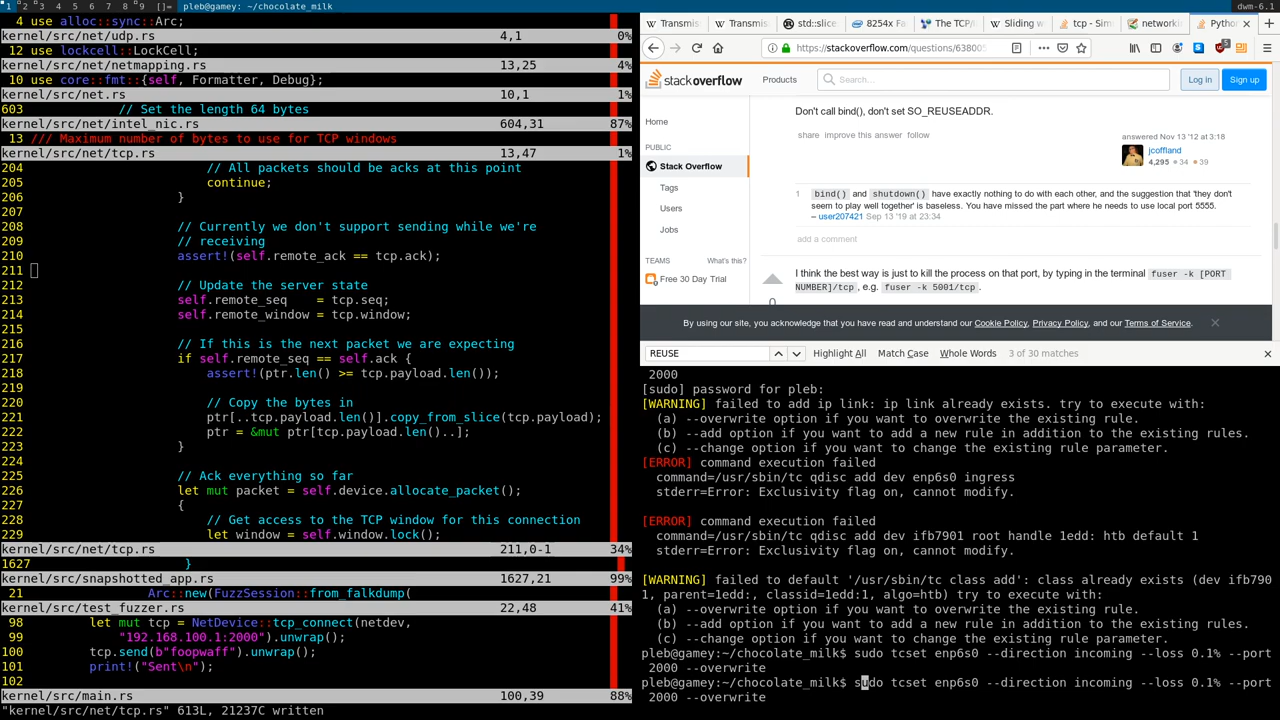 1 2 3 4 5 6 7 8 9 []= pleb@gamey: ~/chocolate_milk dwm-6.1
4 use alloc::sync::Arc;
kernel/src/net/udp.rs 4,1 0%
12 use lockcell::LockCell;
kernel/src/net/netmapping.rs 13,25 4%
10 use core::fmt::{self, Formatter, Debug};
kernel/src/net.rs 10,1 1%
603 // Set the length 64 bytes
kernel/src/net/intel_nic.rs 604,31 87%
13 /// Maximum number of bytes to use for TCP windows
kernel/src/net/tcp.rs 13,47 1%
204 // All packets should be acks at this point
205 continue;
206 }
207
208 // Currently we don't support sending while we're
209 // receiving
210 assert!(self.remote_ack == tcp.ack);
211
212 // Update the server state
213 self.remote_seq    = tcp.seq;
214 self.remote_window = tcp.window;
215
216 // If this is the next packet we are expecting
217 if self.remote_seq == self.ack {
218 assert!(ptr.len() >= tcp.payload.len());
219
220 // Copy the bytes in
221 ptr[..tcp.payload.len()].copy_from_slice(tcp.payload);
222 ptr = &mut ptr[tcp.payload.len()..];
223 }
224
225 // Ack everything so far
226 let mut packet = self.device.allocate_packet();
227 {
228 // Get access to the TCP window for this connection
229 let window = self.window.lock();
kernel/src/net/tcp.rs 211,0-1 34%
1627 }
kernel/src/snapshotted_app.rs 1627,21 99%
21 Arc::new(FuzzSession::from_falkdump(
kernel/src/test_fuzzer.rs 22,48 41%
98 let mut tcp = NetDevice::tcp_connect(netdev,
99 "192.168.100.1:2000").unwrap();
100 tcp.send(b"foopwaff").unwrap();
101 print!("Sent\n");
102
kernel/src/main.rs 100,39 88%
"kernel/src/net/tcp.rs" 613L, 21237C written
Transmis Transmis std::slice 8254x Fa The TCP/ Sliding w tcp - Sim networki Python
https://stackoverflow.com/questions/63800
stackoverflow Products Search... Log in Sign up
Home
PUBLIC
Stack Overflow
Tags
Users
Jobs
TEAMS What's this?
Free 30 Day Trial
Don't call bind(), don't set SO_REUSEADDR.
share improve this answer follow
answered Nov 13 '12 at 3:18
jcoffland
4,295 34 39
1 bind() and shutdown() have exactly nothing to do with each other, and the suggestion that 'they don't
seem to play well together' is baseless. You have missed the part where he needs to use local port 5555.
– user207421 Sep 13 '19 at 23:34
add a comment
I think the best way is just to kill the process on that port, by typing in the terminal fuser -k [PORT
NUMBER]/tcp, e.g. fuser -k 5001/tcp.
0
By using our site, you acknowledge that you have read and understand our Cookie Policy, Privacy Policy, and our Terms of Service.
REUSE Highlight All Match Case Whole Words 3 of 30 matches
2000
[sudo] password for pleb:
[WARNING] failed to add ip link: ip link already exists. try to execute with:
(a) --overwrite option if you want to overwrite the existing rule.
(b) --add option if you want to add a new rule in addition to the existing rules.
(c) --change option if you want to change the existing rule parameter.
[ERROR] command execution failed
command=/usr/sbin/tc qdisc add dev enp6s0 ingress
stderr=Error: Exclusivity flag on, cannot modify.
[ERROR] command execution failed
command=/usr/sbin/tc qdisc add dev ifb7901 root handle 1edd: htb default 1
stderr=Error: Exclusivity flag on, cannot modify.
[WARNING] failed to default '/usr/sbin/tc class add': class already exists (dev ifb790
1, parent=1edd:, classid=1edd:1, algo=htb) try to execute with:
(a) --overwrite option if you want to overwrite the existing rule.
(b) --add option if you want to add a new rule in addition to the existing rules.
(c) --change option if you want to change the existing rule parameter.
pleb@gamey:~/chocolate_milk$ sudo tcset enp6s0 --direction incoming --loss 0.1% --port
2000 --overwrite
pleb@gamey:~/chocolate_milk$ sudo tcset enp6s0 --direction incoming --loss 0.1% --port
2000 --overwrite